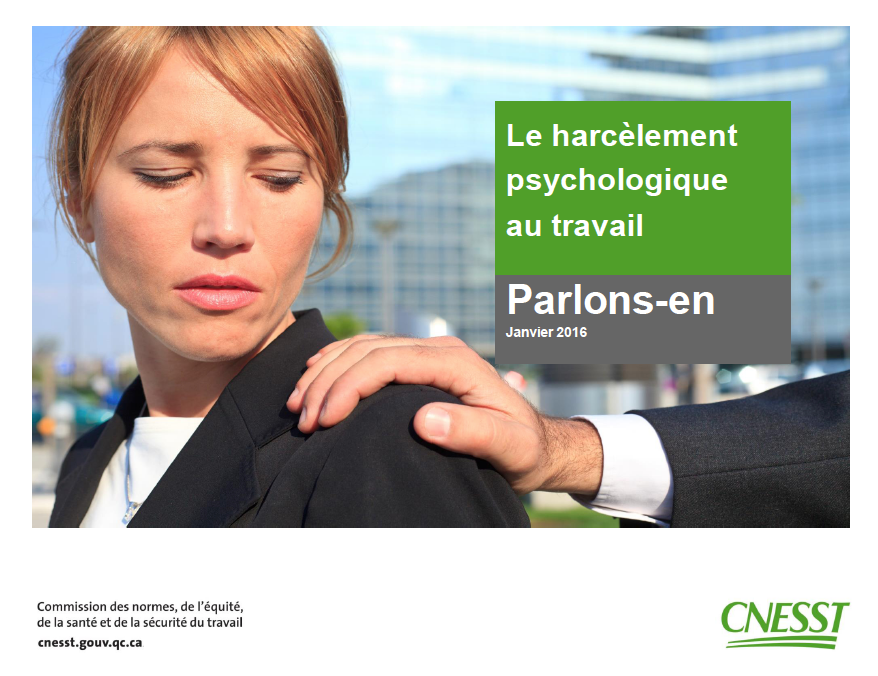 Le harcèlement
psychologique
au travail
Parlons-en
Janvier 2016
Commission des normes, de l'équité,
de la santé et de la sécurité du travail
cnesst.gouv.qc.ca
CNESST